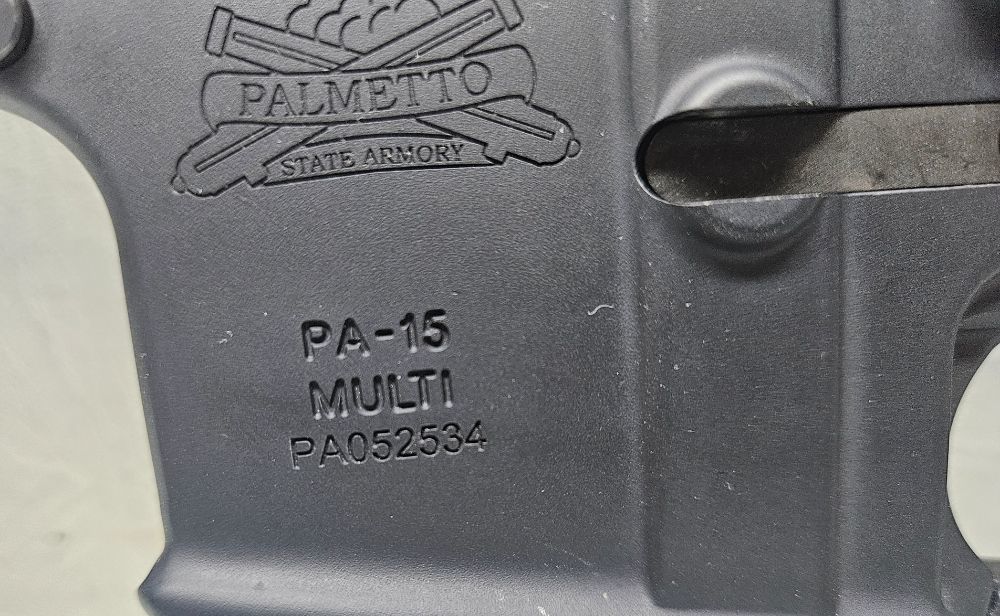 PALMETTO
STATE ARMORY
PA-15
MULTI
PA052534